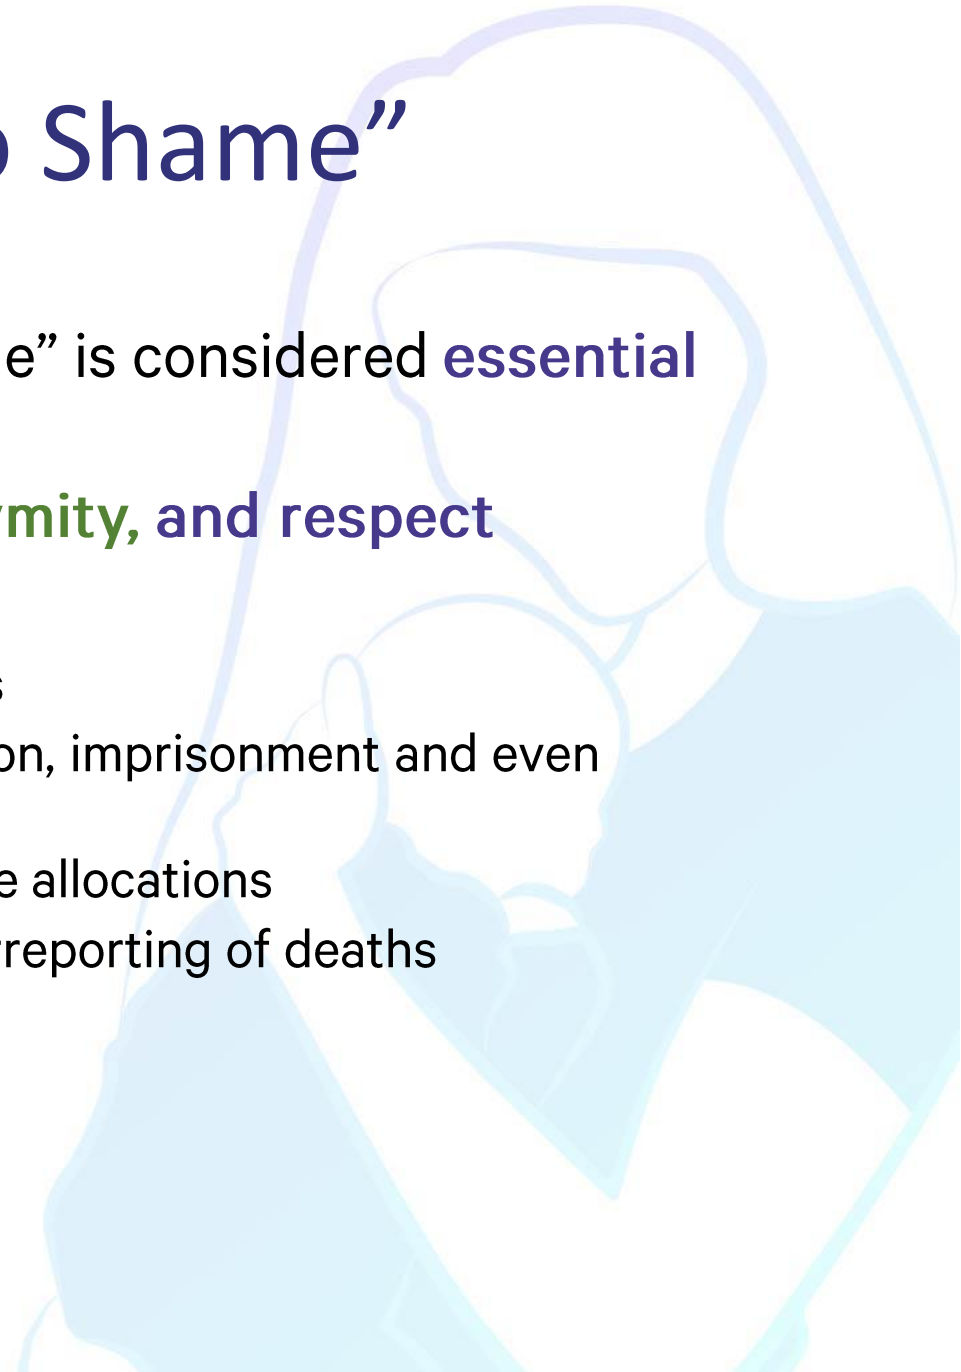 Shame”
e” is considered essential
mity, and respect
s
on, imprisonment and even
e allocations
reporting of deaths